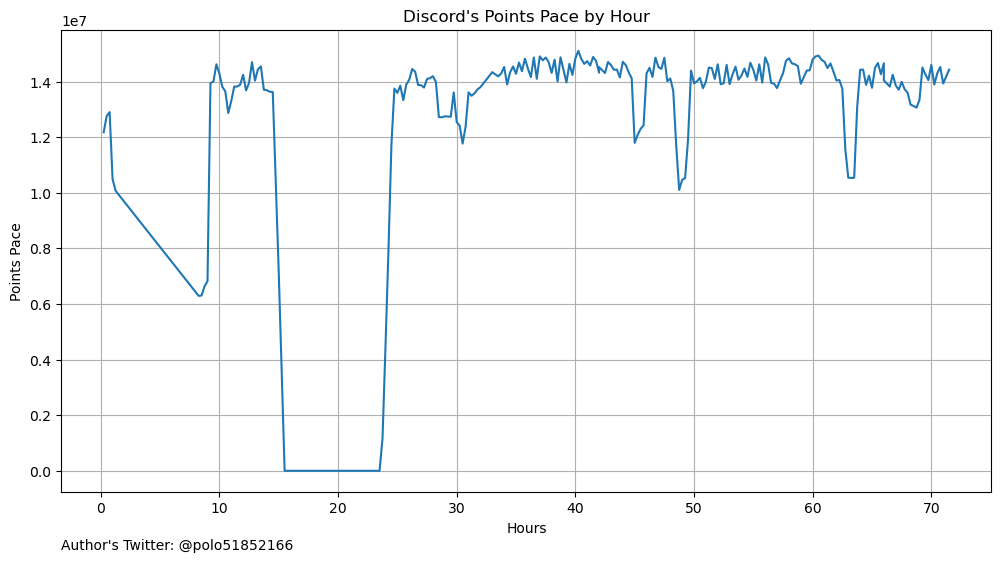 Discord's Points Pace by Hour
1e7
1.4
1.2
1.0
0.8
0.6
0.4
0.2
0.0
Points Pace
0 10 20 30 40 50 60 70
Hours
Author's Twitter: @polo51852166